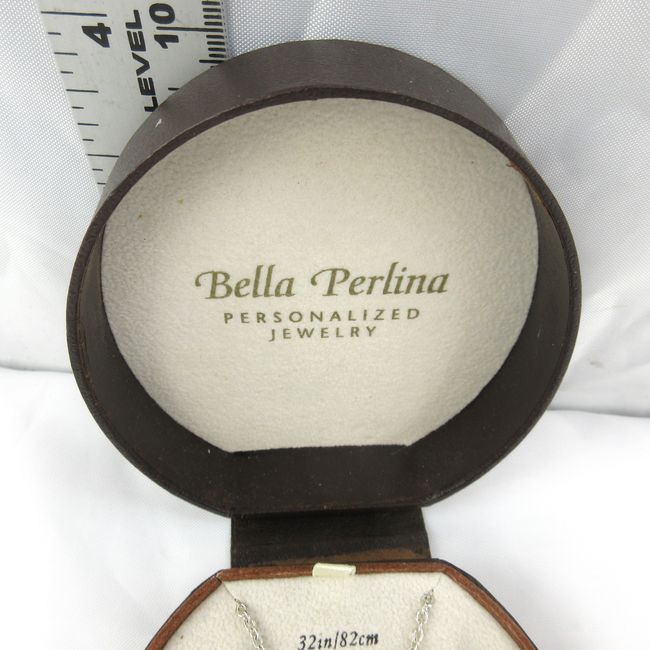 4
LEVEL
10
Bella Perlina
PERSONALIZED
JEWELRY
32in/82cm